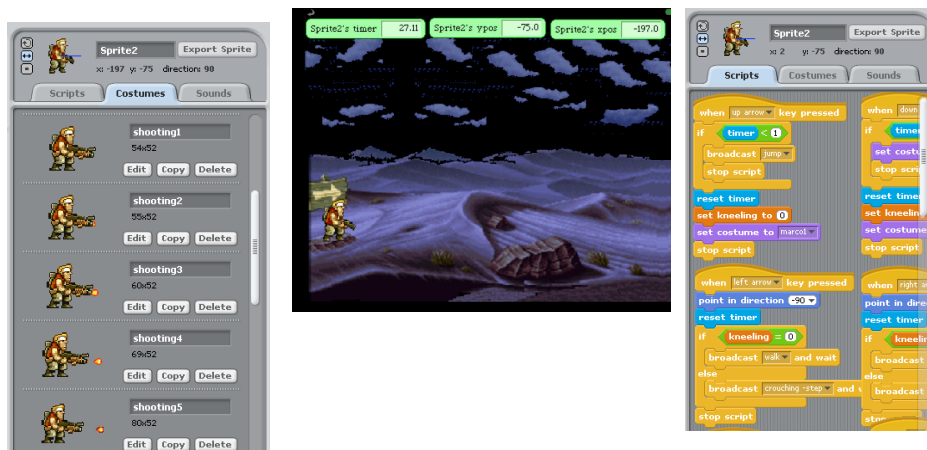 Sprite2
Export Sprite
x: -197 y: -75 direction: 90
Scripts
Costumes
Sounds
shooting1
54x52
Edit Copy Delete
shooting2
55x52
Edit Copy Delete
shooting3
60x52
Edit Copy Delete
shooting4
69x52
Edit Copy Delete
shooting5
80x52
Edit Copy Delete
Sprite2's timer 27.11
Sprite2's ypos -75.0
Sprite2's xpos -197.0
Sprite2
Export Sprite
x: 2 y: -75 direction: 90
Scripts
Costumes
Sounds
when up arrow key pressed
if timer < 1
broadcast jump
stop script
reset timer
set kneeling to 0
set costume to marco1
stop script
when left arrow key pressed
point in direction -90
reset timer
if kneeling = 0
broadcast walk and wait
else
broadcast crouching -step and
stop script
when down
if
set
stop
reset
set
set costume
stop script
when right
point in
reset timer
if
broadcast
else
broadcast